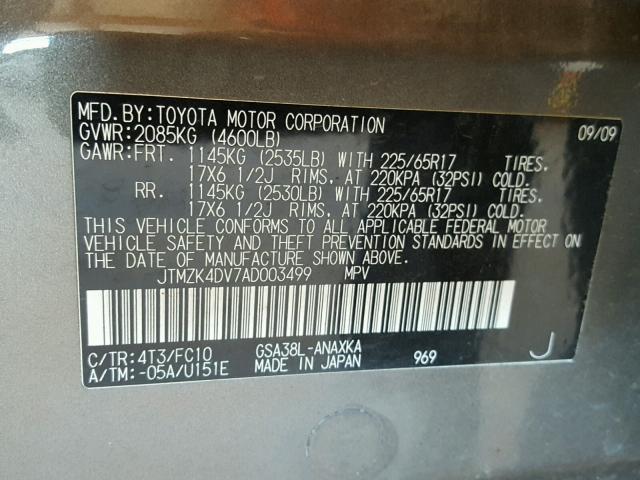 MFD. BY: TOYOTA MOTOR CORPORATION 09/09
GVWR: 2085KG (4600LB)
GAWR: FRT. 1145KG (2535LB) WITH 225/65R17 TIRES,
17X6 1/2J RIMS, AT 220KPA (32PSI) COLD.
RR. 1145KG (2530LB) WITH 225/65R17 TIRES,
17X6 1/2J RIMS, AT 220KPA (32PSI) COLD.
THIS VEHICLE CONFORMS TO ALL APPLICABLE FEDERAL MOTOR
VEHICLE SAFETY AND THEFT PREVENTION STANDARDS IN EFFECT ON
THE DATE OF MANUFACTURE SHOWN ABOVE.
JTMZK4DV7AD003499 MPV
C/TR: 4T3/FC10 GSA38L-ANAXKA 969 J
A/TM: -05A/U151E MADE IN JAPAN